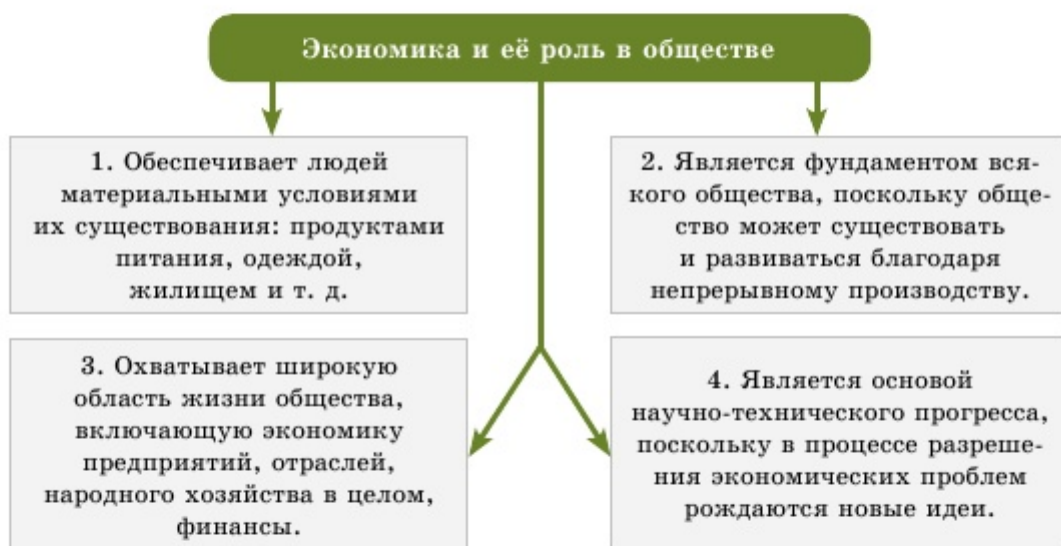 Экономика и её роль в обществе
1. Обеспечивает людей
материальными условиями
их существования: продуктами
питания, одеждой,
жилищем и т. д.
2. Является фундаментом вся-
кого общества, поскольку обще-
ство может существовать
и развиваться благодаря
непрерывному производству.
3. Охватывает широкую
область жизни общества,
включающую экономику
предприятий, отраслей,
народного хозяйства в целом,
финансы.
4. Является основой
научно-технического прогресса,
поскольку в процессе разреше-
ния экономических проблем
рождаются новые идеи.